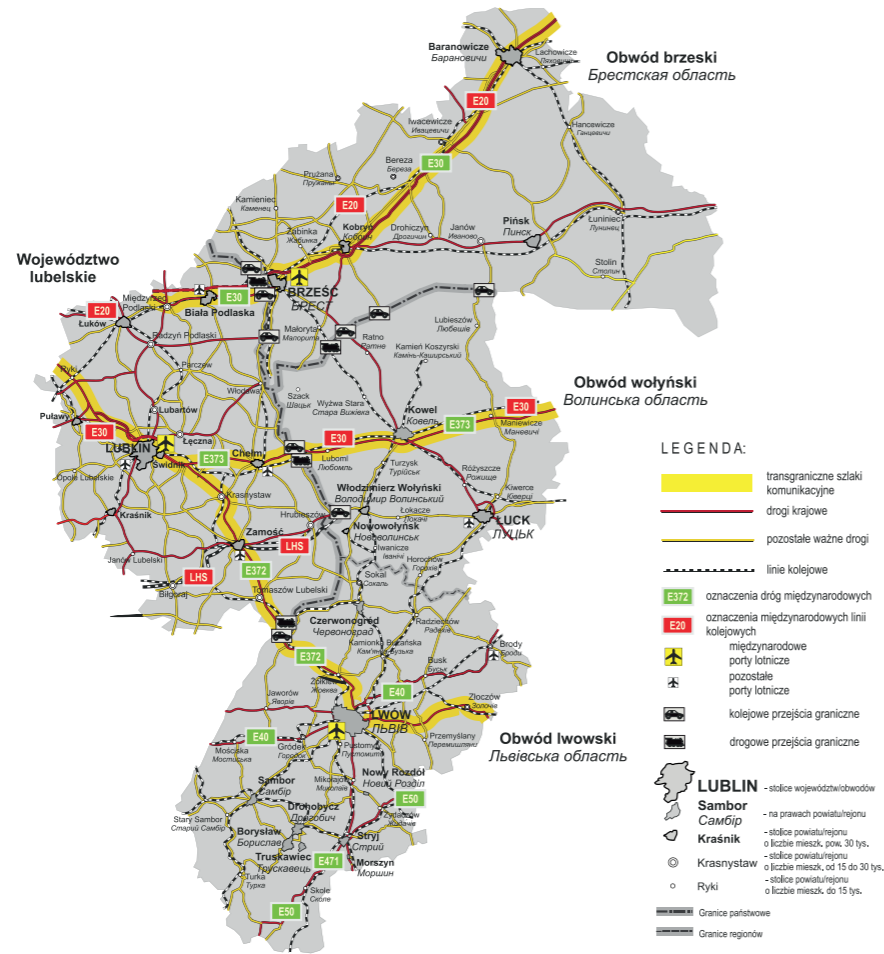 Baranowicze
Барановичи
Lachowicze
Ляховичи
Obwód brzeski
Брестская область
E20
Iwacewicze
Ивацевичи
Hancewicze
Ганцевичи
Bereza
Береза
E30
Prużana
Пружаны
Kamieniec
Каменец
E20
Kobryń
Кобрин
Drohiczyn
Дрогичин
Janów
Иваново
Pińsk
Пинск
Łuniniec
Лунинец
Żabinka
Жабинка
Stolin
Столин
Województwo
lubelskie
BRZEŚĆ
БРЕСТ
Międzyrzec
Podlaski
E30
Biała Podlaska
E20
Łuków
Radzyń Podlaski
Małoryta
Малорита
Ratno
Ратне
Lubieszów
Любешів
Kamień Koszyrski
Камінь-Каширський
Parczew
Ryki
Włodawa
Szack
Шацьк
Wyżwa Stara
Стара Вижівка
Obwód wołyński
Волинська область
Puławy
Lubartów
Kowel
Ковель
E373
E30
Maniewicze
Маневичі
E30
LUBLIN
Łęczna
Świdnik
E373
Chełm
E30
Luboml
Любомль
Turzysk
Турійськ
Różyszcze
Рожище
Kiwerce
Ківерці
Opole Lubelskie
Krasnystaw
Włodzimierz Wołyński
Володимир Волинський
Hrubieszów
Łokacze
Локачі
ŁUCK
ЛУЦЬК
Kraśnik
Nowowołyńsk
Нововолинськ
Zamość
LHS
Iwanicze
Іваничі
Horochów
Горохів
Janów Lubelski
LHS
E372
Biłgoraj
Tomaszów Lubelski
Sokal
Сокаль
Czerwonogród
Червоноград
Radziechów
Радехів
E372
Kamionka Bużańska
Кам'янка-Бузька
Brody
Броди
Busk
Буськ
Żółkiew
Жовква
Jaworów
Яворів
E40
Złoczów
Золочів
LWÓW
ЛЬВІВ
Obwód lwowski
Львівська область
E40
Mościska
Мостиська
Gródek
Городок
Pustomyty
Пустомити
Przemyślany
Перемишляни
Sambor
Самбір
Mikołajów
Миколаїв
Nowy Rozdół
Новий Розділ
E50
Żydaczów
Жидачів
Drohobycz
Дрогобич
Stary Sambor
Старий Самбір
Borysław
Борислав
Stryj
Стрий
Truskawiec
Трускавець
E471
Morszyn
Моршин
Turka
Турка
Skole
Сколе
E50
LEGENDA:
transgraniczne szlaki
komunikacyjne
drogi krajowe
pozostałe ważne drogi
linie kolejowe
E372
oznaczenia dróg międzynarodowych
E20
oznaczenia międzynarodowych linii
kolejowych
międzynarodowe
porty lotnicze
pozostałe
porty lotnicze
kolejowe przejścia graniczne
drogowe przejścia graniczne
LUBLIN - stolice województw/obwodów
Sambor
Самбір
- na prawach powiatu/rejonu
Kraśnik
- stolice powiatu/rejonu
o liczbie mieszk. pow. 30 tys.
Krasnystaw
- stolice powiatu/rejonu
o liczbie mieszk. od 15 do 30 tys.
Ryki
- stolice powiatu/rejonu
o liczbie mieszk. do 15 tys.
Granice państwowe
Granice regionów